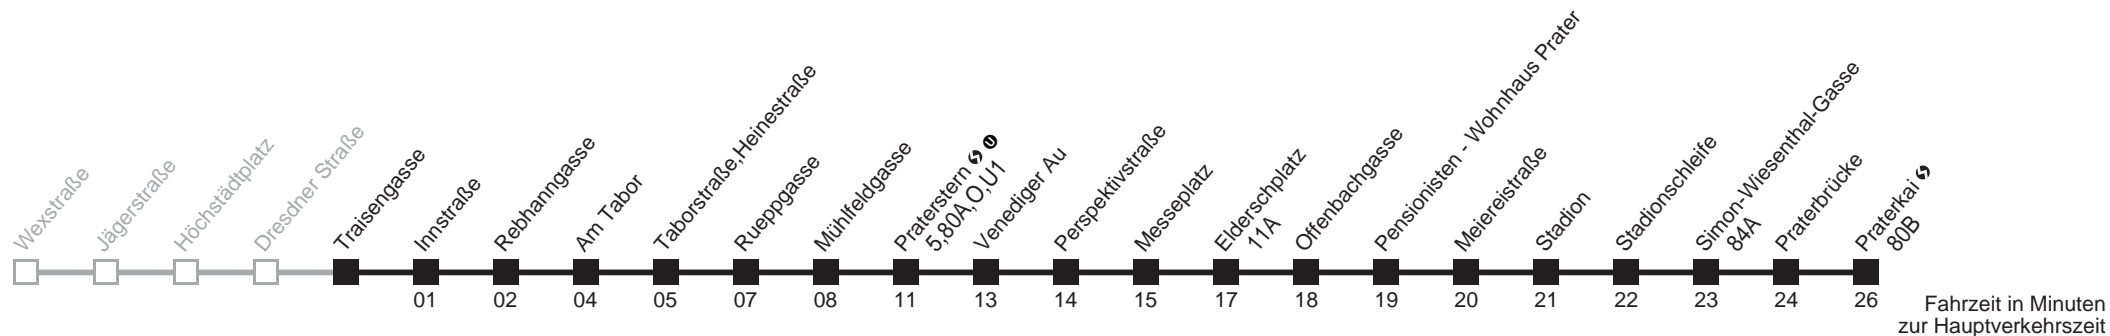 Wexstraße
Jägerstraße
Höchstädtplatz
Dresdner Straße
Traisengasse
Innstraße
01
Rebhanngasse
02
Am Tabor
04
Taborstraße,Heinestraße
05
Rueppgasse
07
Mühlfeldgasse
08
Praterstern S U
5,80A,O,U1
11
Venediger Au
13
Perspektivstraße
14
Messeplatz
15
Elderschplatz
11A
17
Offenbachgasse
18
Pensionisten - Wohnhaus Prater
19
Meiereistraße
20
Stadion
21
Stadionschleife
22
Simon-Wiesenthal-Gasse
84A
23
Praterbrücke
24
Praterkai S
80B
26
Fahrzeit in Minuten
zur Hauptverkehrszeit